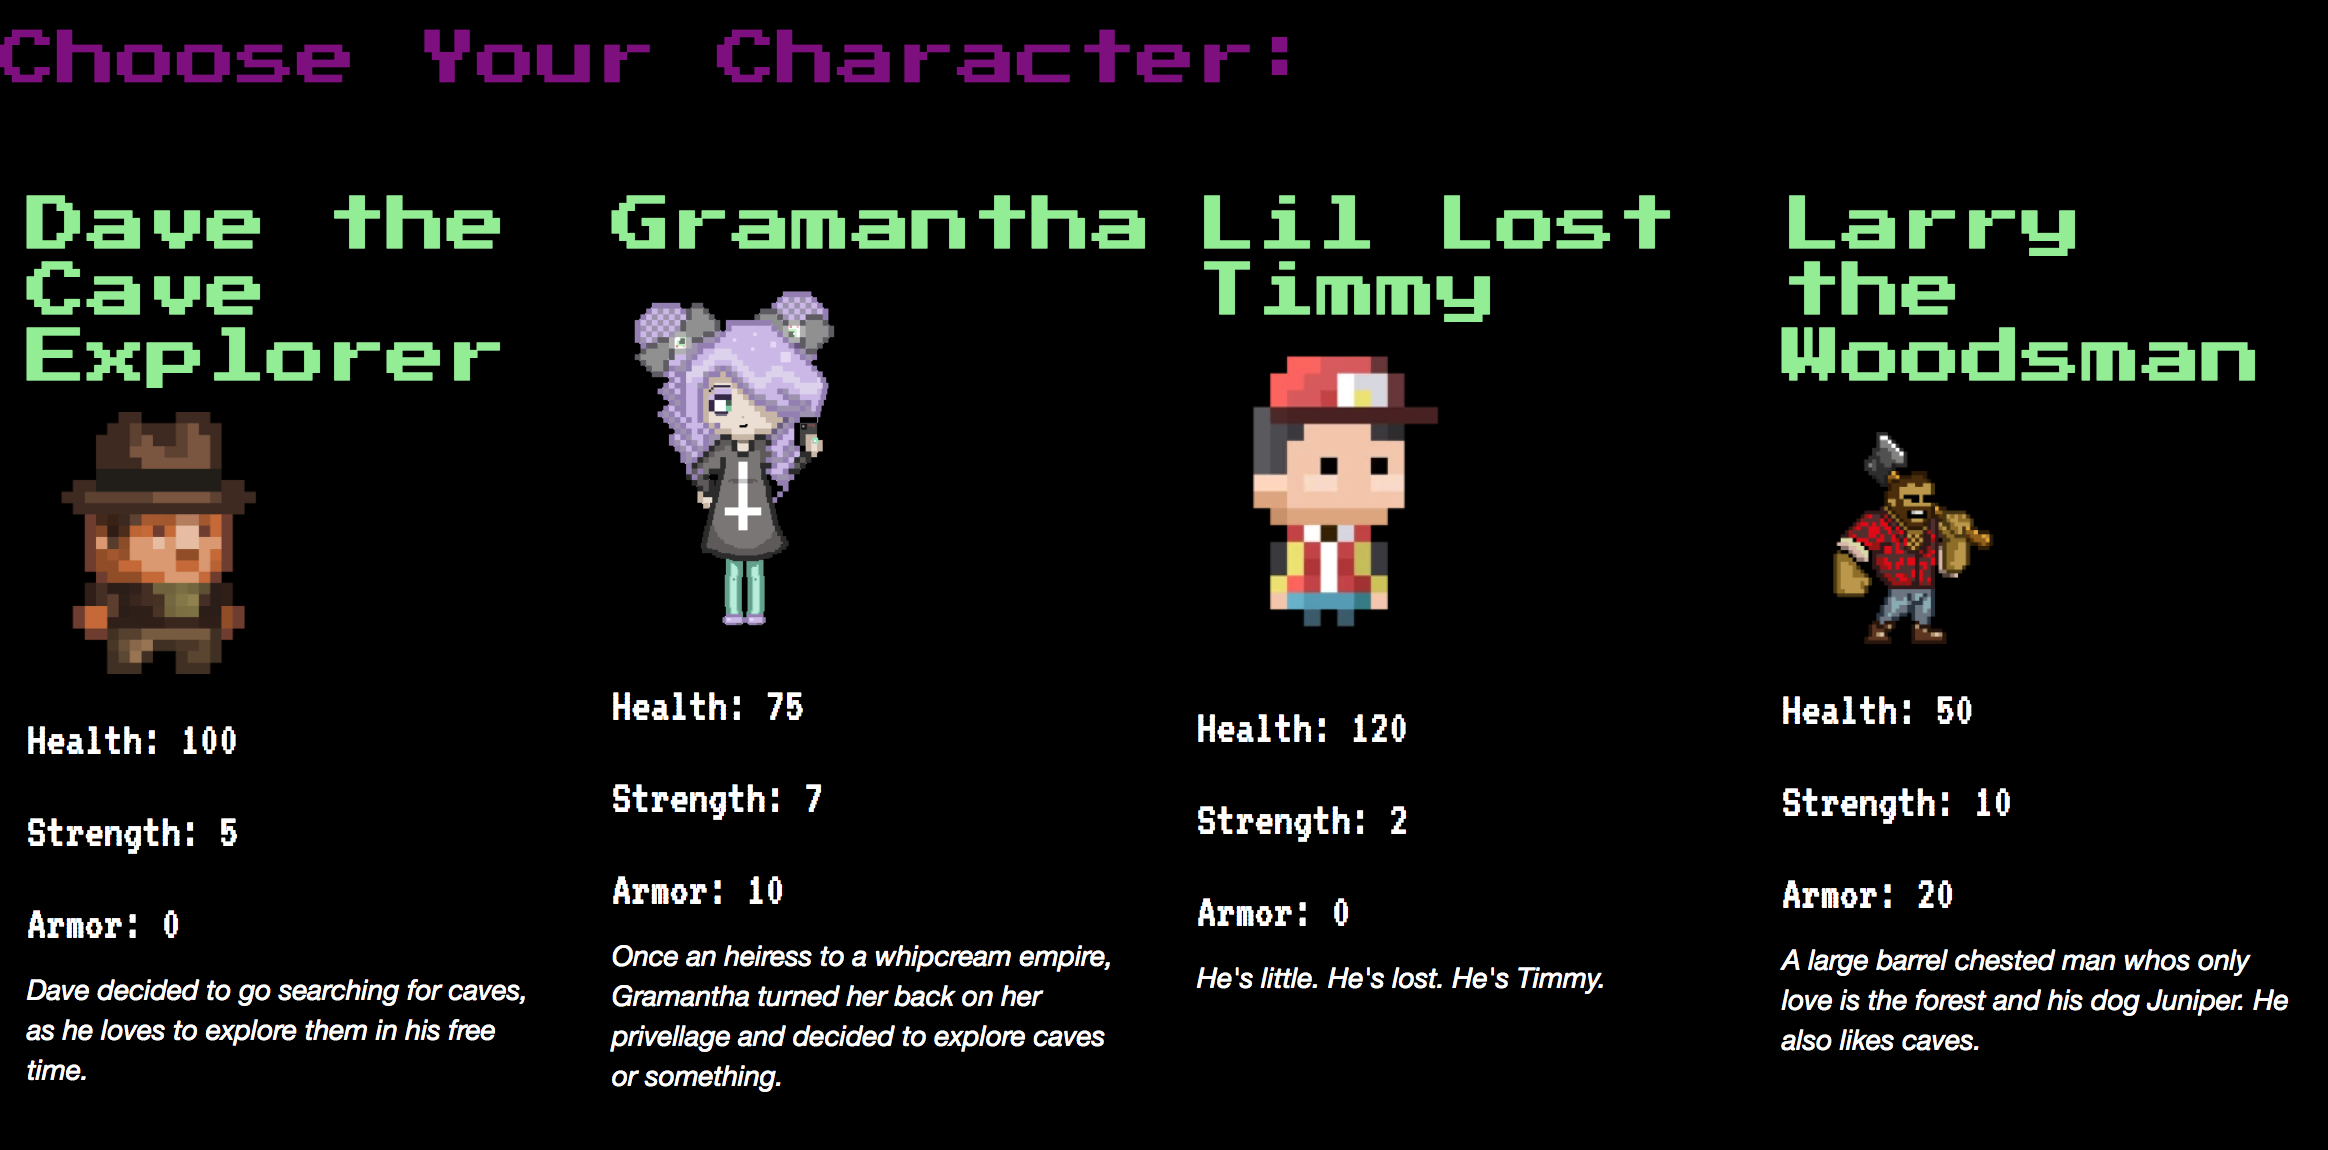 Choose Your Character:
Dave the
Cave
Explorer
Health: 100
Strength: 5
Armor: 0
Dave decided to go searching for caves,
as he loves to explore them in his free
time.
Gramantha
Health: 75
Strength: 7
Armor: 10
Once an heiress to a whipcream empire,
Gramantha turned her back on her
privellage and decided to explore caves
or something.
Lil Lost
Timmy
Health: 120
Strength: 2
Armor: 0
He's little. He's lost. He's Timmy.
Larry
the
Woodsman
Health: 50
Strength: 10
Armor: 20
A large barrel chested man whos only
love is the forest and his dog Juniper. He
also likes caves.